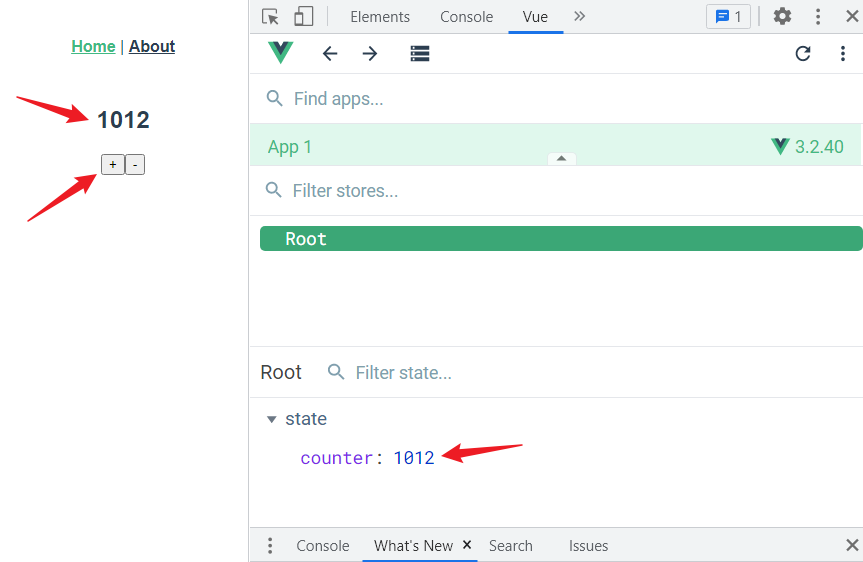 Home | About
1012
+ -
Elements Console Vue » 1
Find apps...
App 1 3.2.40
Filter stores...
Root
Root Filter state...
state
counter: 1012
Console What's New × Search Issues